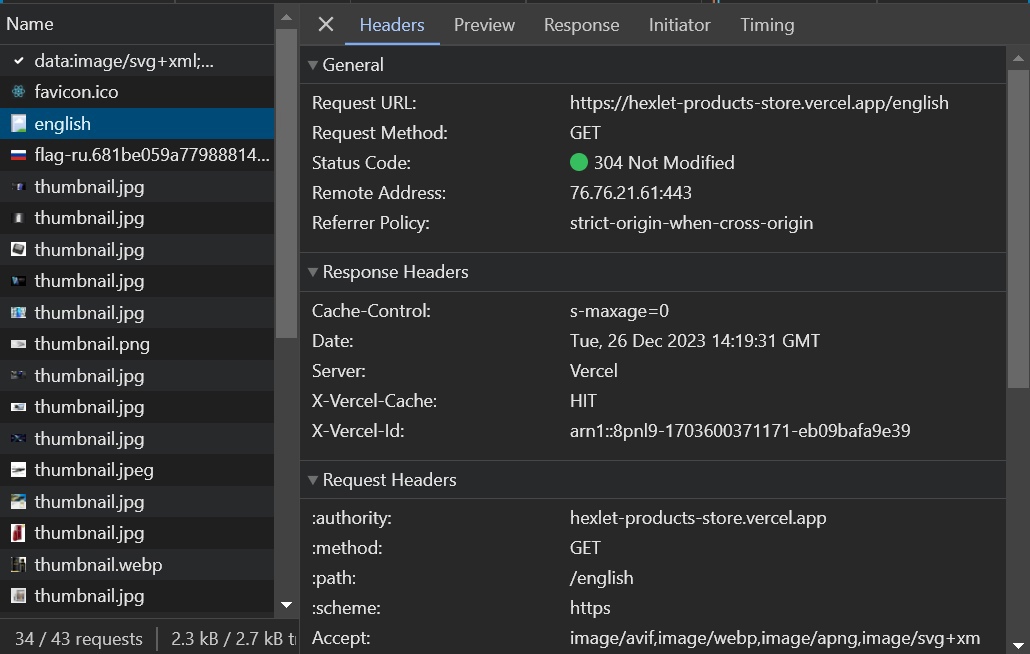 Name
data:image/svg+xml;...
favicon.ico
english
flag-ru.681be059a77988814...
thumbnail.jpg
thumbnail.jpg
thumbnail.jpg
thumbnail.jpg
thumbnail.jpg
thumbnail.png
thumbnail.jpg
thumbnail.jpg
thumbnail.jpg
thumbnail.jpeg
thumbnail.jpg
thumbnail.jpg
thumbnail.webp
thumbnail.jpg
34 / 43 requests 2.3 kB / 2.7 kB
Headers Preview Response Initiator Timing
General
Request URL: https://hexlet-products-store.vercel.app/english
Request Method: GET
Status Code: 304 Not Modified
Remote Address: 76.76.21.61:443
Referrer Policy: strict-origin-when-cross-origin
Response Headers
Cache-Control: s-maxage=0
Date: Tue, 26 Dec 2023 14:19:31 GMT
Server: Vercel
X-Vercel-Cache: HIT
X-Vercel-Id: arn1::8pnl9-1703600371171-eb09bafa9e39
Request Headers
:authority: hexlet-products-store.vercel.app
:method: GET
:path: /english
:scheme: https
Accept: image/avif,image/webp,image/apng,image/svg+xm